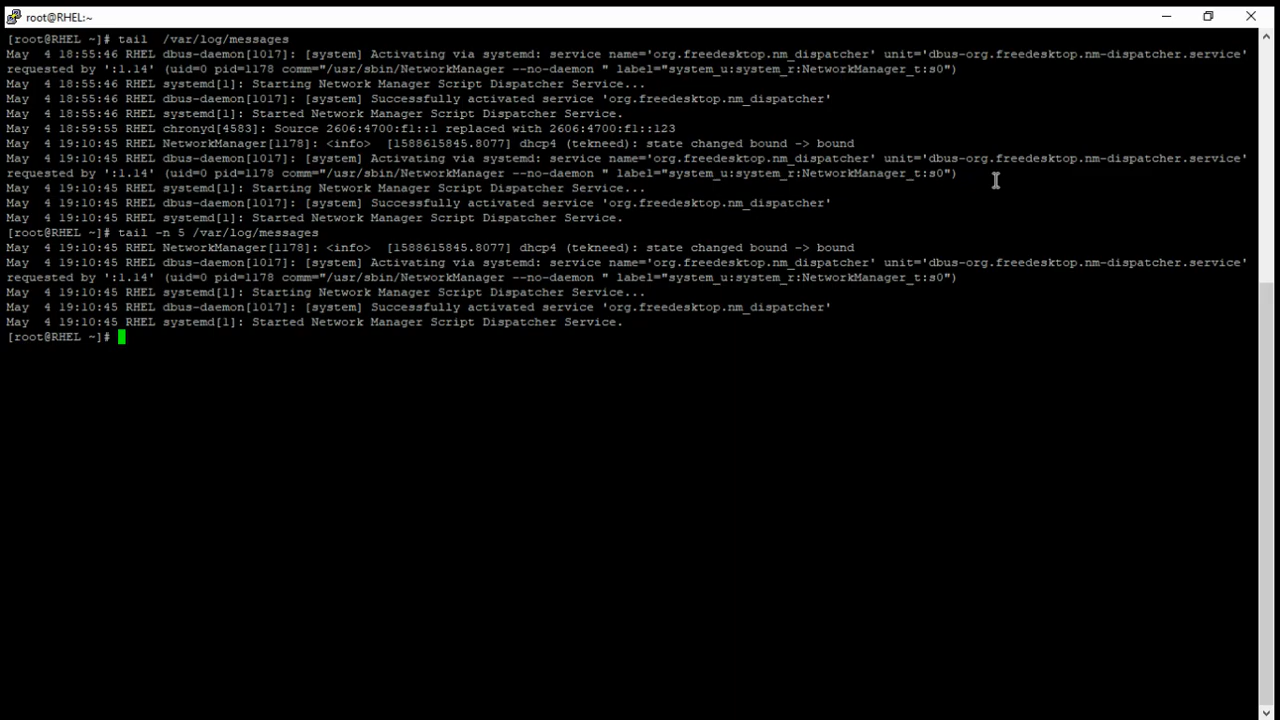 root@RHEL:~
[root@RHEL ~]# tail  /var/log/messages
May  4 18:55:46 RHEL dbus-daemon[1017]: [system] Activating via systemd: service name='org.freedesktop.nm_dispatcher' unit='dbus-org.freedesktop.nm-dispatcher.service'
requested by ':1.14' (uid=0 pid=1178 comm="/usr/sbin/NetworkManager --no-daemon " label="system_u:system_r:NetworkManager_t:s0")
May  4 18:55:46 RHEL systemd[1]: Starting Network Manager Script Dispatcher Service...
May  4 18:55:46 RHEL dbus-daemon[1017]: [system] Successfully activated service 'org.freedesktop.nm_dispatcher'
May  4 18:55:46 RHEL systemd[1]: Started Network Manager Script Dispatcher Service.
May  4 18:59:55 RHEL chronyd[4583]: Source 2606:4700:f1::1 replaced with 2606:4700:f1::123
May  4 19:10:45 RHEL NetworkManager[1178]: <info>  [1588615845.8077] dhcp4 (tekneed): state changed bound -> bound
May  4 19:10:45 RHEL dbus-daemon[1017]: [system] Activating via systemd: service name='org.freedesktop.nm_dispatcher' unit='dbus-org.freedesktop.nm-dispatcher.service'
requested by ':1.14' (uid=0 pid=1178 comm="/usr/sbin/NetworkManager --no-daemon " label="system_u:system_r:NetworkManager_t:s0")
May  4 19:10:45 RHEL systemd[1]: Starting Network Manager Script Dispatcher Service...
May  4 19:10:45 RHEL dbus-daemon[1017]: [system] Successfully activated service 'org.freedesktop.nm_dispatcher'
May  4 19:10:45 RHEL systemd[1]: Started Network Manager Script Dispatcher Service.
[root@RHEL ~]# tail -n 5 /var/log/messages
May  4 19:10:45 RHEL NetworkManager[1178]: <info>  [1588615845.8077] dhcp4 (tekneed): state changed bound -> bound
May  4 19:10:45 RHEL dbus-daemon[1017]: [system] Activating via systemd: service name='org.freedesktop.nm_dispatcher' unit='dbus-org.freedesktop.nm-dispatcher.service'
requested by ':1.14' (uid=0 pid=1178 comm="/usr/sbin/NetworkManager --no-daemon " label="system_u:system_r:NetworkManager_t:s0")
May  4 19:10:45 RHEL systemd[1]: Starting Network Manager Script Dispatcher Service...
May  4 19:10:45 RHEL dbus-daemon[1017]: [system] Successfully activated service 'org.freedesktop.nm_dispatcher'
May  4 19:10:45 RHEL systemd[1]: Started Network Manager Script Dispatcher Service.
[root@RHEL ~]#